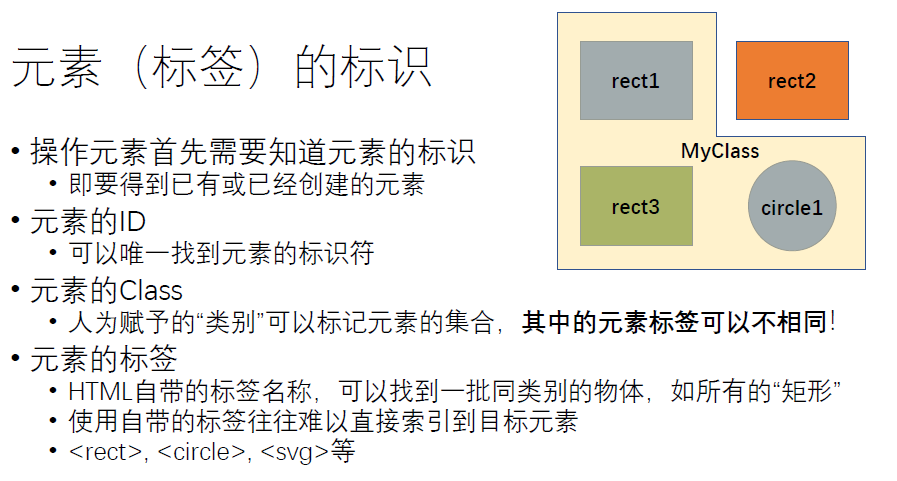 元素（标签）的标识
• 操作元素首先需要知道元素的标识
• 即要得到已有或已经创建的元素
• 元素的ID
• 可以唯一找到元素的标识符
• 元素的Class
• 人为赋予的“类别”可以标记元素的集合，其中的元素标签可以不相同！
• 元素的标签
• HTML自带的标签名称，可以找到一批同类别的物体，如所有的“矩形”
• 使用自带的标签往往难以直接索引到目标元素
• <rect>, <circle>, <svg>等
rect1
rect2
MyClass
rect3
circle1